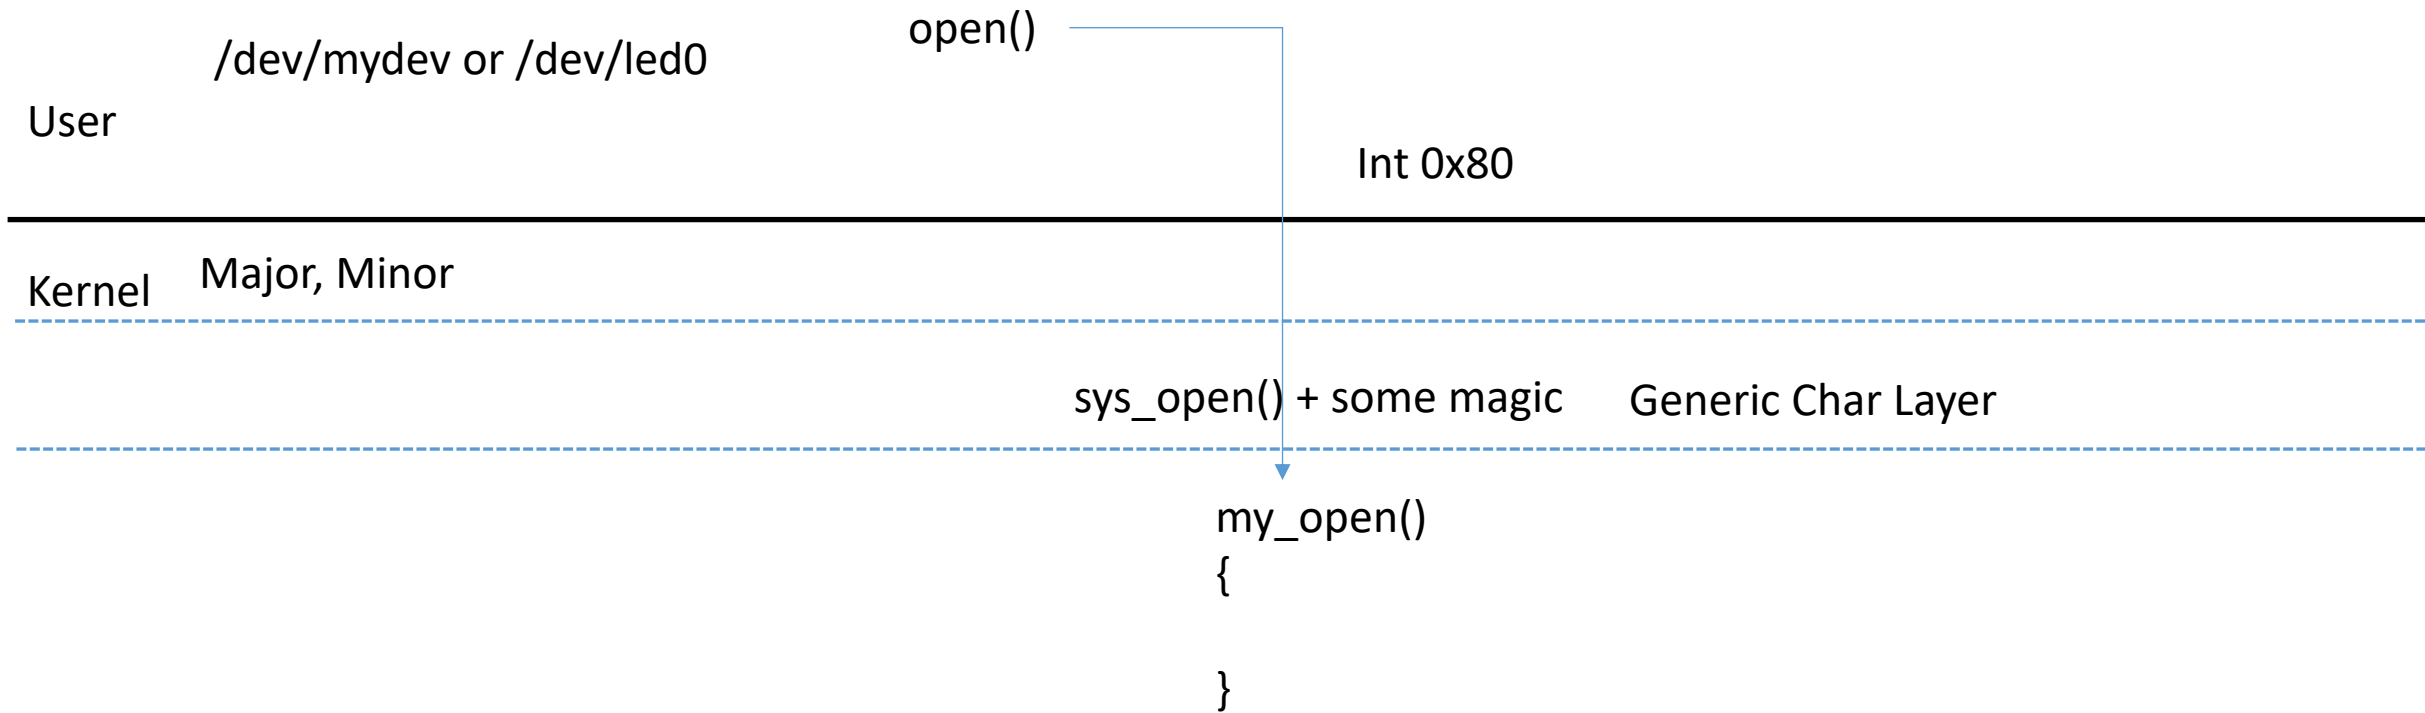 open()
/dev/mydev or /dev/led0
User
Int 0x80
Major, Minor
Kernel
sys_open() + some magic
Generic Char Layer
my_open()
{
}